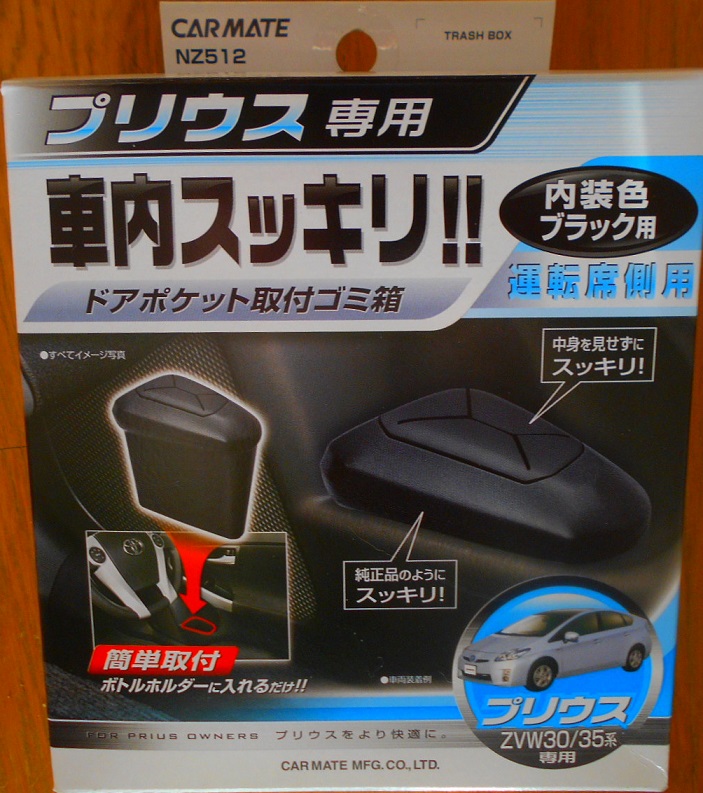 CARMATE
NZ512
TRASH BOX
プリウス専用
車内スッキリ!!
内装色
ブラック用
運転席側用
ドアポケット取付ゴミ箱
●すべてイメージ写真
中身を見せずに
スッキリ!
純正品のように
スッキリ!
簡単取付
ボトルホルダーに入れるだけ!!
●車両装着例
プリウス
ZVW30/35系
専用
FOR PRIUS OWNERS プリウスをより快適に。
CAR MATE MFG.CO.,LTD.